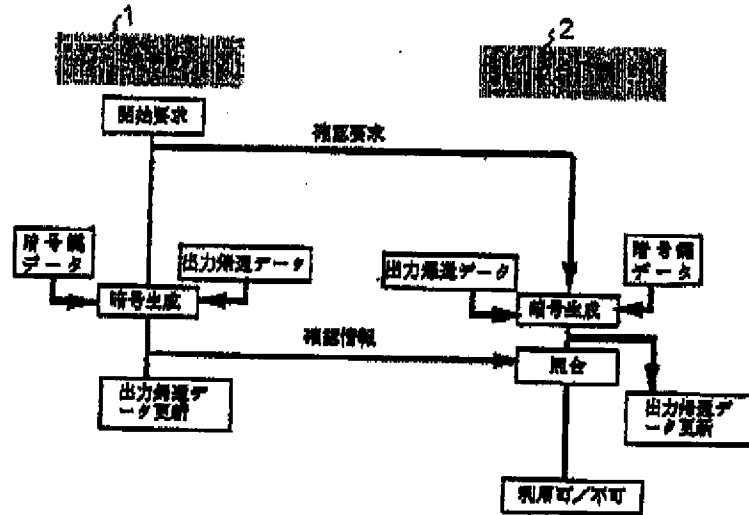 1
2
開始要求
確認要求
暗号鍵
データ
出力帰還データ
出力帰還データ
暗号鍵
データ
暗号生成
暗号生成
確認情報
照合
出力帰還デ
ータ更新
出力帰還デ
ータ更新
利用可/不可